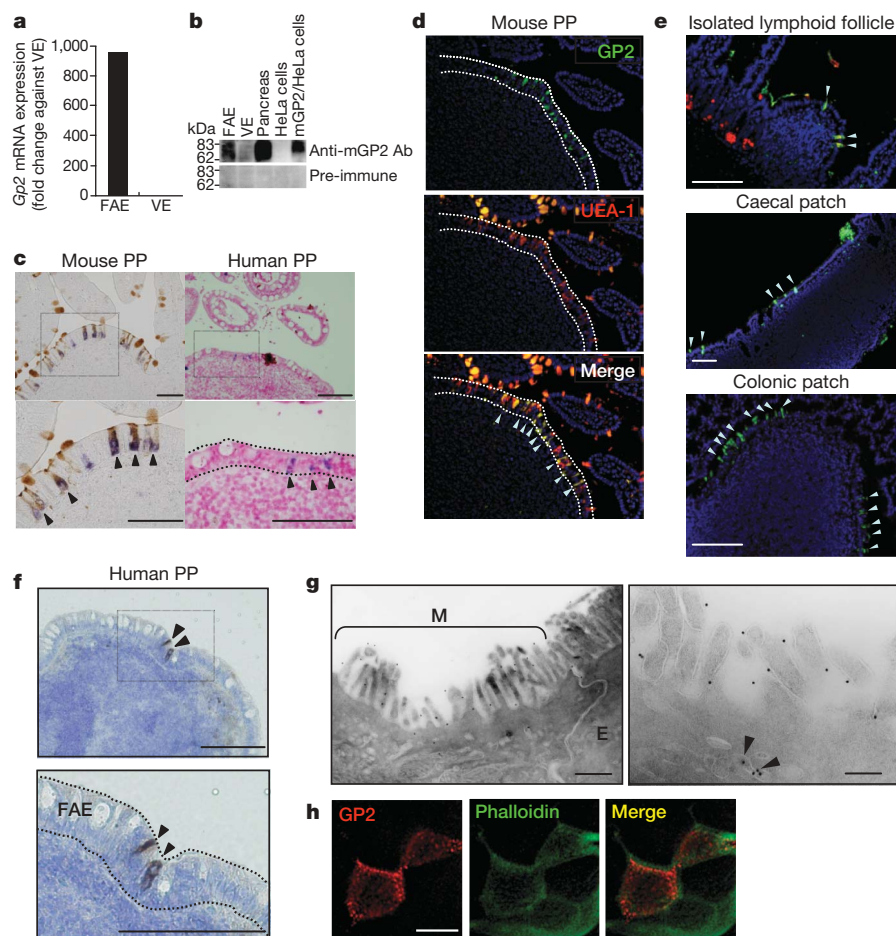 a
Gp2 mRNA expression
(fold change against VE)
1,000
800
600
400
200
0
FAE
VE
b
kDa
FAE
VE
Pancreas
HeLa cells
mGP2/HeLa cells
83
62
Anti-mGP2 Ab
83
62
Pre-immune
c
Mouse PP
Human PP
d
Mouse PP
GP2
UEA-1
Merge
e
Isolated lymphoid follicle
Caecal patch
Colonic patch
f
Human PP
FAE
g
M
E
h
GP2
Phalloidin
Merge